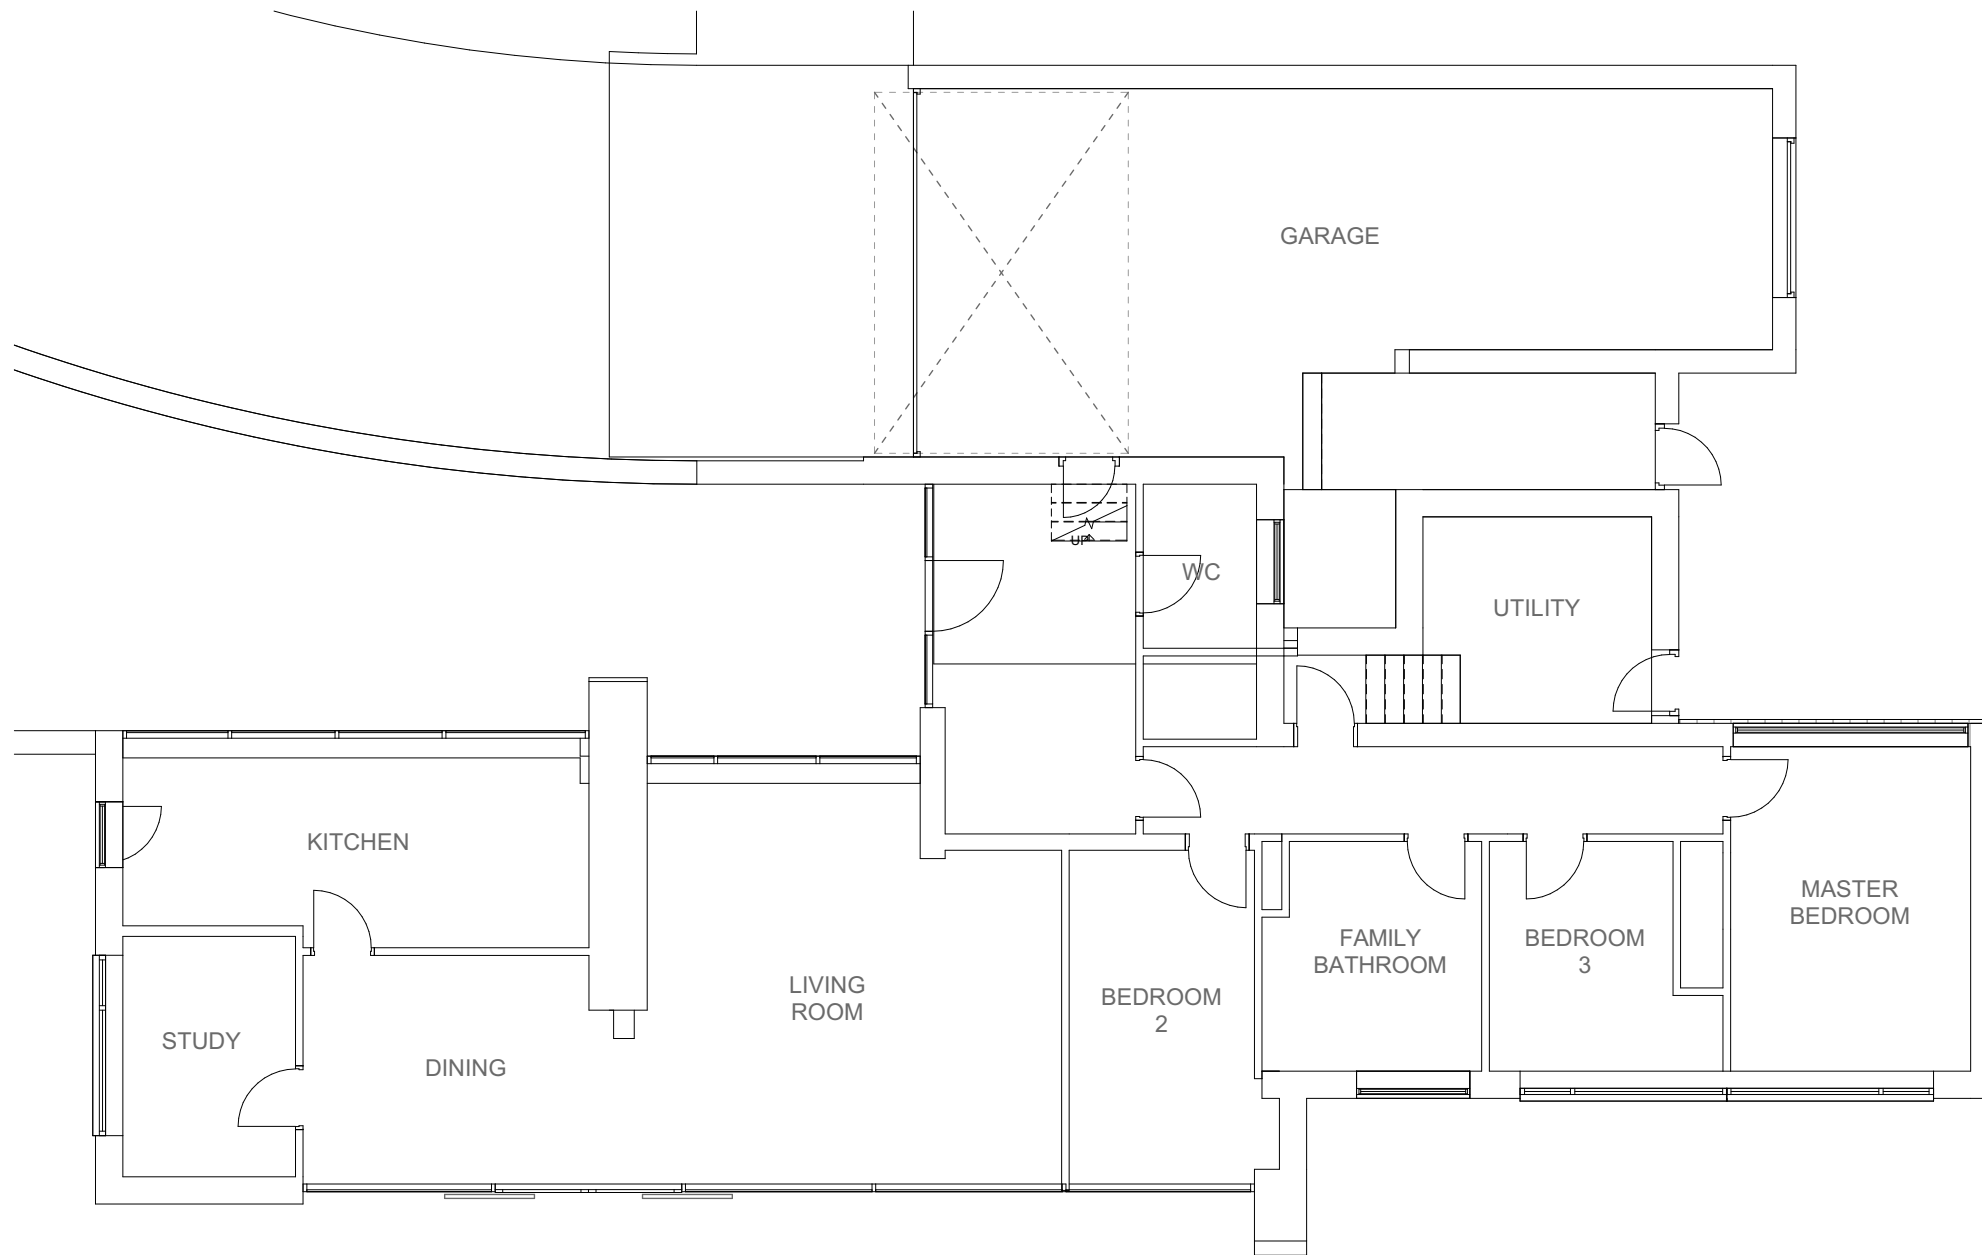 GARAGE
UP
WC
UTILITY
KITCHEN
MASTER
BEDROOM
FAMILY
BATHROOM
BEDROOM
3
LIVING
ROOM
BEDROOM
2
STUDY
DINING